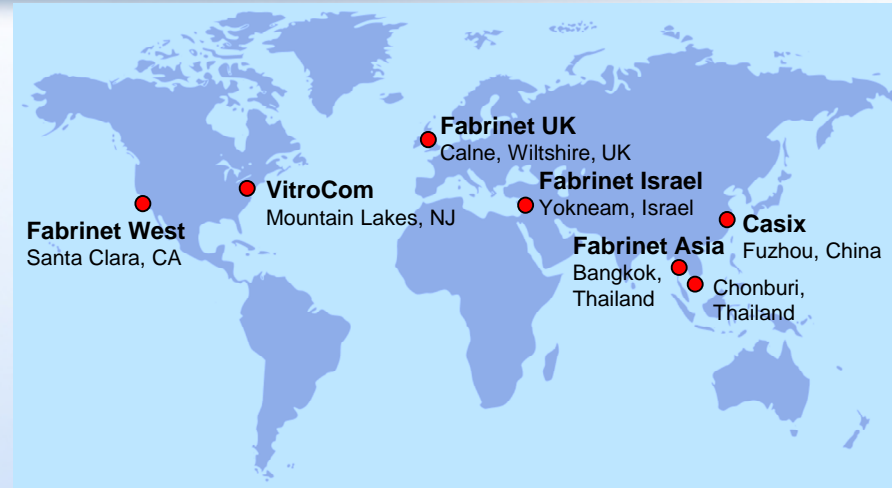 Fabrinet UK
Calne, Wiltshire, UK
VitroCom
Mountain Lakes, NJ
Fabrinet Israel
Yokneam, Israel
Fabrinet West
Santa Clara, CA
Casix
Fuzhou, China
Fabrinet Asia
Bangkok,
Thailand
Chonburi,
Thailand